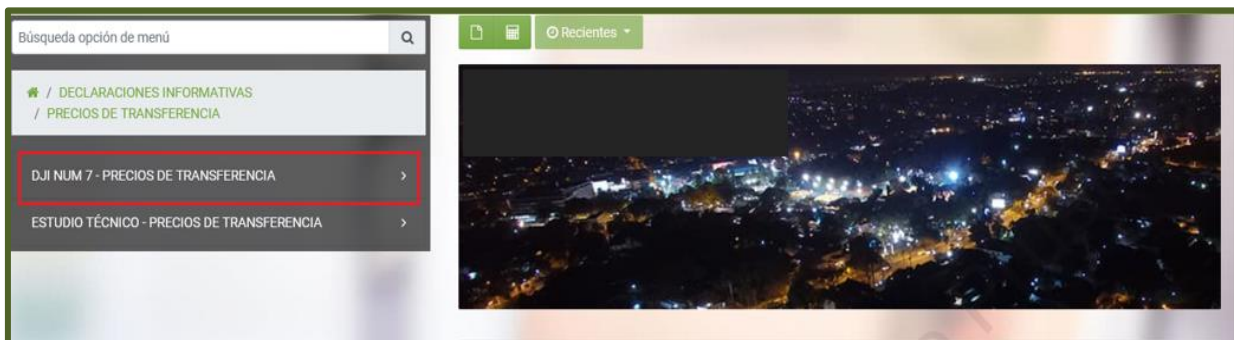 Búsqueda opción de menú
Recientes
/ DECLARACIONES INFORMATIVAS
/ PRECIOS DE TRANSFERENCIA
DJI NUM 7 - PRECIOS DE TRANSFERENCIA
ESTUDIO TÉCNICO - PRECIOS DE TRANSFERENCIA